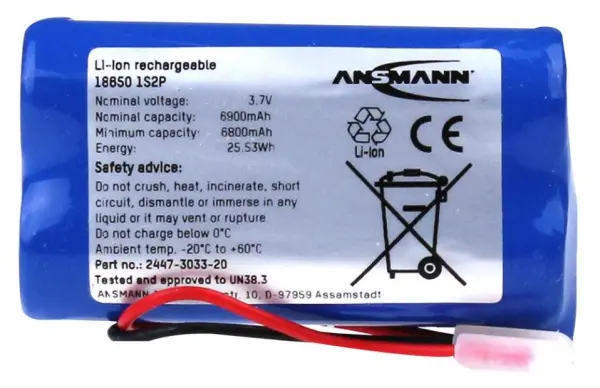 Li-Ion rechargeable
18650 1S2P
Nominal voltage: 3.7V
Nominal capacity: 6900mAh
Minimum capacity: 6800mAh
Energy: 25.53Wh
Safety advice:
Do not crush, heat, incinerate, short
circuit, dismantle or immerse in any
liquid or it may vent or rupture
Do not charge below 0°C
Ambient temp. -20°C to +60°C
Part no.: 2447-3033-20
Tested and approved to UN38.3
ANSMANN 10, D-97959 Assamstadt
ANSMANN
Li-Ion
CE